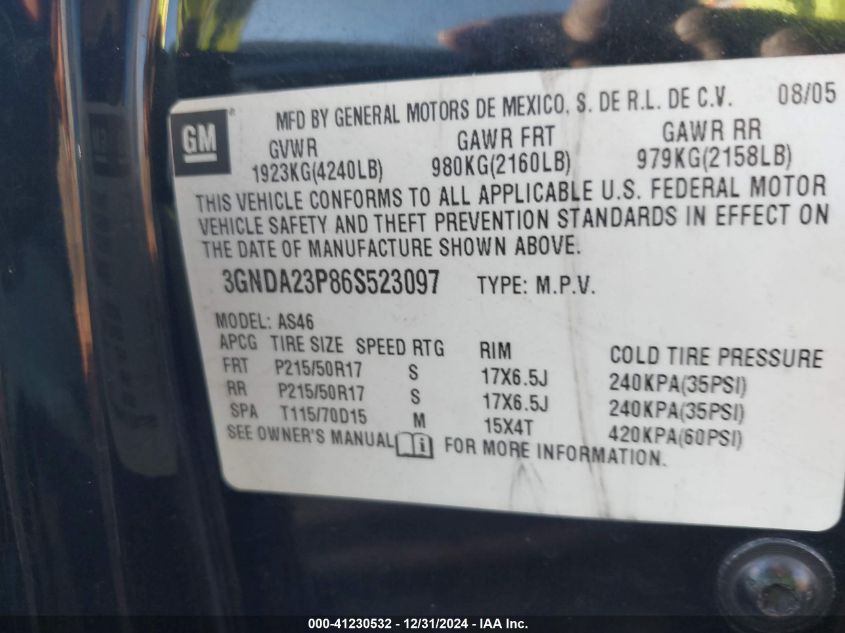 GM
MFD BY GENERAL MOTORS DE MEXICO, S. DE R.L. DE C.V. 08/05
GVWR GAWR FRT GAWR RR
1923KG(4240LB) 980KG(2160LB) 979KG(2158LB)
THIS VEHICLE CONFORMS TO ALL APPLICABLE U.S. FEDERAL MOTOR
VEHICLE SAFETY AND THEFT PREVENTION STANDARDS IN EFFECT ON
THE DATE OF MANUFACTURE SHOWN ABOVE.
3GNDA23P86S523097 TYPE: M.P.V.
MODEL: AS46
APCG TIRE SIZE SPEED RTG RIM COLD TIRE PRESSURE
FRT P215/50R17 S 17X6.5J 240KPA(35PSI)
RR P215/50R17 S 17X6.5J 240KPA(35PSI)
SPA T115/70D15 M 15X4T 420KPA(60PSI)
SEE OWNER'S MANUAL i FOR MORE INFORMATION.
000-41230532 - 12/31/2024 - IAA Inc.